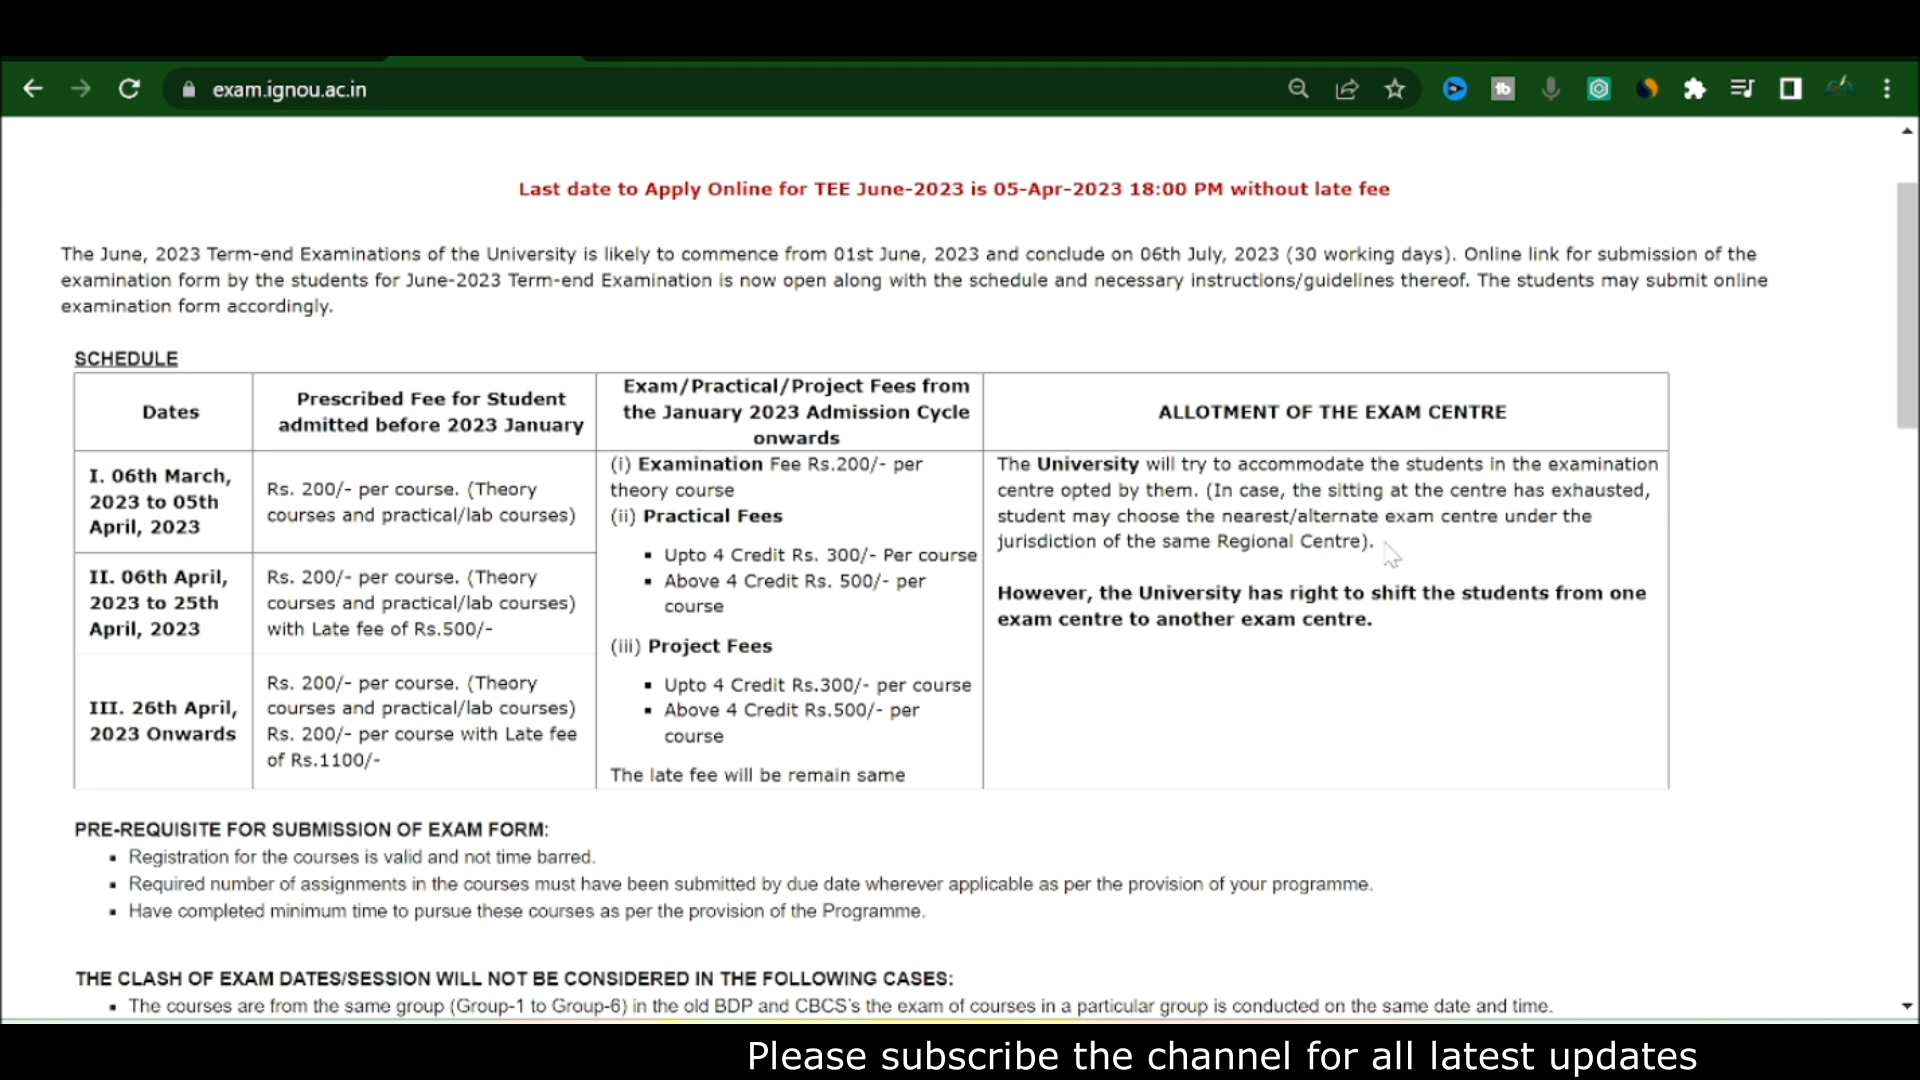 exam.ignou.ac.in
Last date to Apply Online for TEE June-2023 is 05-Apr-2023 18:00 PM without late fee
The June, 2023 Term-end Examinations of the University is likely to commence from 01st June, 2023 and conclude on 06th July, 2023 (30 working days). Online link for submission of the
examination form by the students for June-2023 Term-end Examination is now open along with the schedule and necessary instructions/guidelines thereof. The students may submit online
examination form accordingly.
SCHEDULE
Dates
Prescribed Fee for Student
admitted before 2023 January
Exam/Practical/Project Fees from
the January 2023 Admission Cycle
onwards
ALLOTMENT OF THE EXAM CENTRE
I. 06th March,
2023 to 05th
April, 2023
Rs. 200/- per course. (Theory
courses and practical/lab courses)
II. 06th April,
2023 to 25th
April, 2023
Rs. 200/- per course. (Theory
courses and practical/lab courses)
with Late fee of Rs.500/-
III. 26th April,
2023 Onwards
Rs. 200/- per course. (Theory
courses and practical/lab courses)
Rs. 200/- per course with Late fee
of Rs.1100/-
(i) Examination Fee Rs.200/- per
theory course
(ii) Practical Fees
▪ Upto 4 Credit Rs. 300/- Per course
▪ Above 4 Credit Rs. 500/- per
course
(iii) Project Fees
▪ Upto 4 Credit Rs.300/- per course
▪ Above 4 Credit Rs.500/- per
course
The late fee will be remain same
The University will try to accommodate the students in the examination
centre opted by them. (In case, the sitting at the centre has exhausted,
student may choose the nearest/alternate exam centre under the
jurisdiction of the same Regional Centre).
However, the University has right to shift the students from one
exam centre to another exam centre.
PRE-REQUISITE FOR SUBMISSION OF EXAM FORM:
▪ Registration for the courses is valid and not time barred.
▪ Required number of assignments in the courses must have been submitted by due date wherever applicable as per the provision of your programme.
▪ Have completed minimum time to pursue these courses as per the provision of the Programme.
THE CLASH OF EXAM DATES/SESSION WILL NOT BE CONSIDERED IN THE FOLLOWING CASES:
▪ The courses are from the same group (Group-1 to Group-6) in the old BDP and CBCS's the exam of courses in a particular group is conducted on the same date and time.
Please subscribe the channel for all latest updates